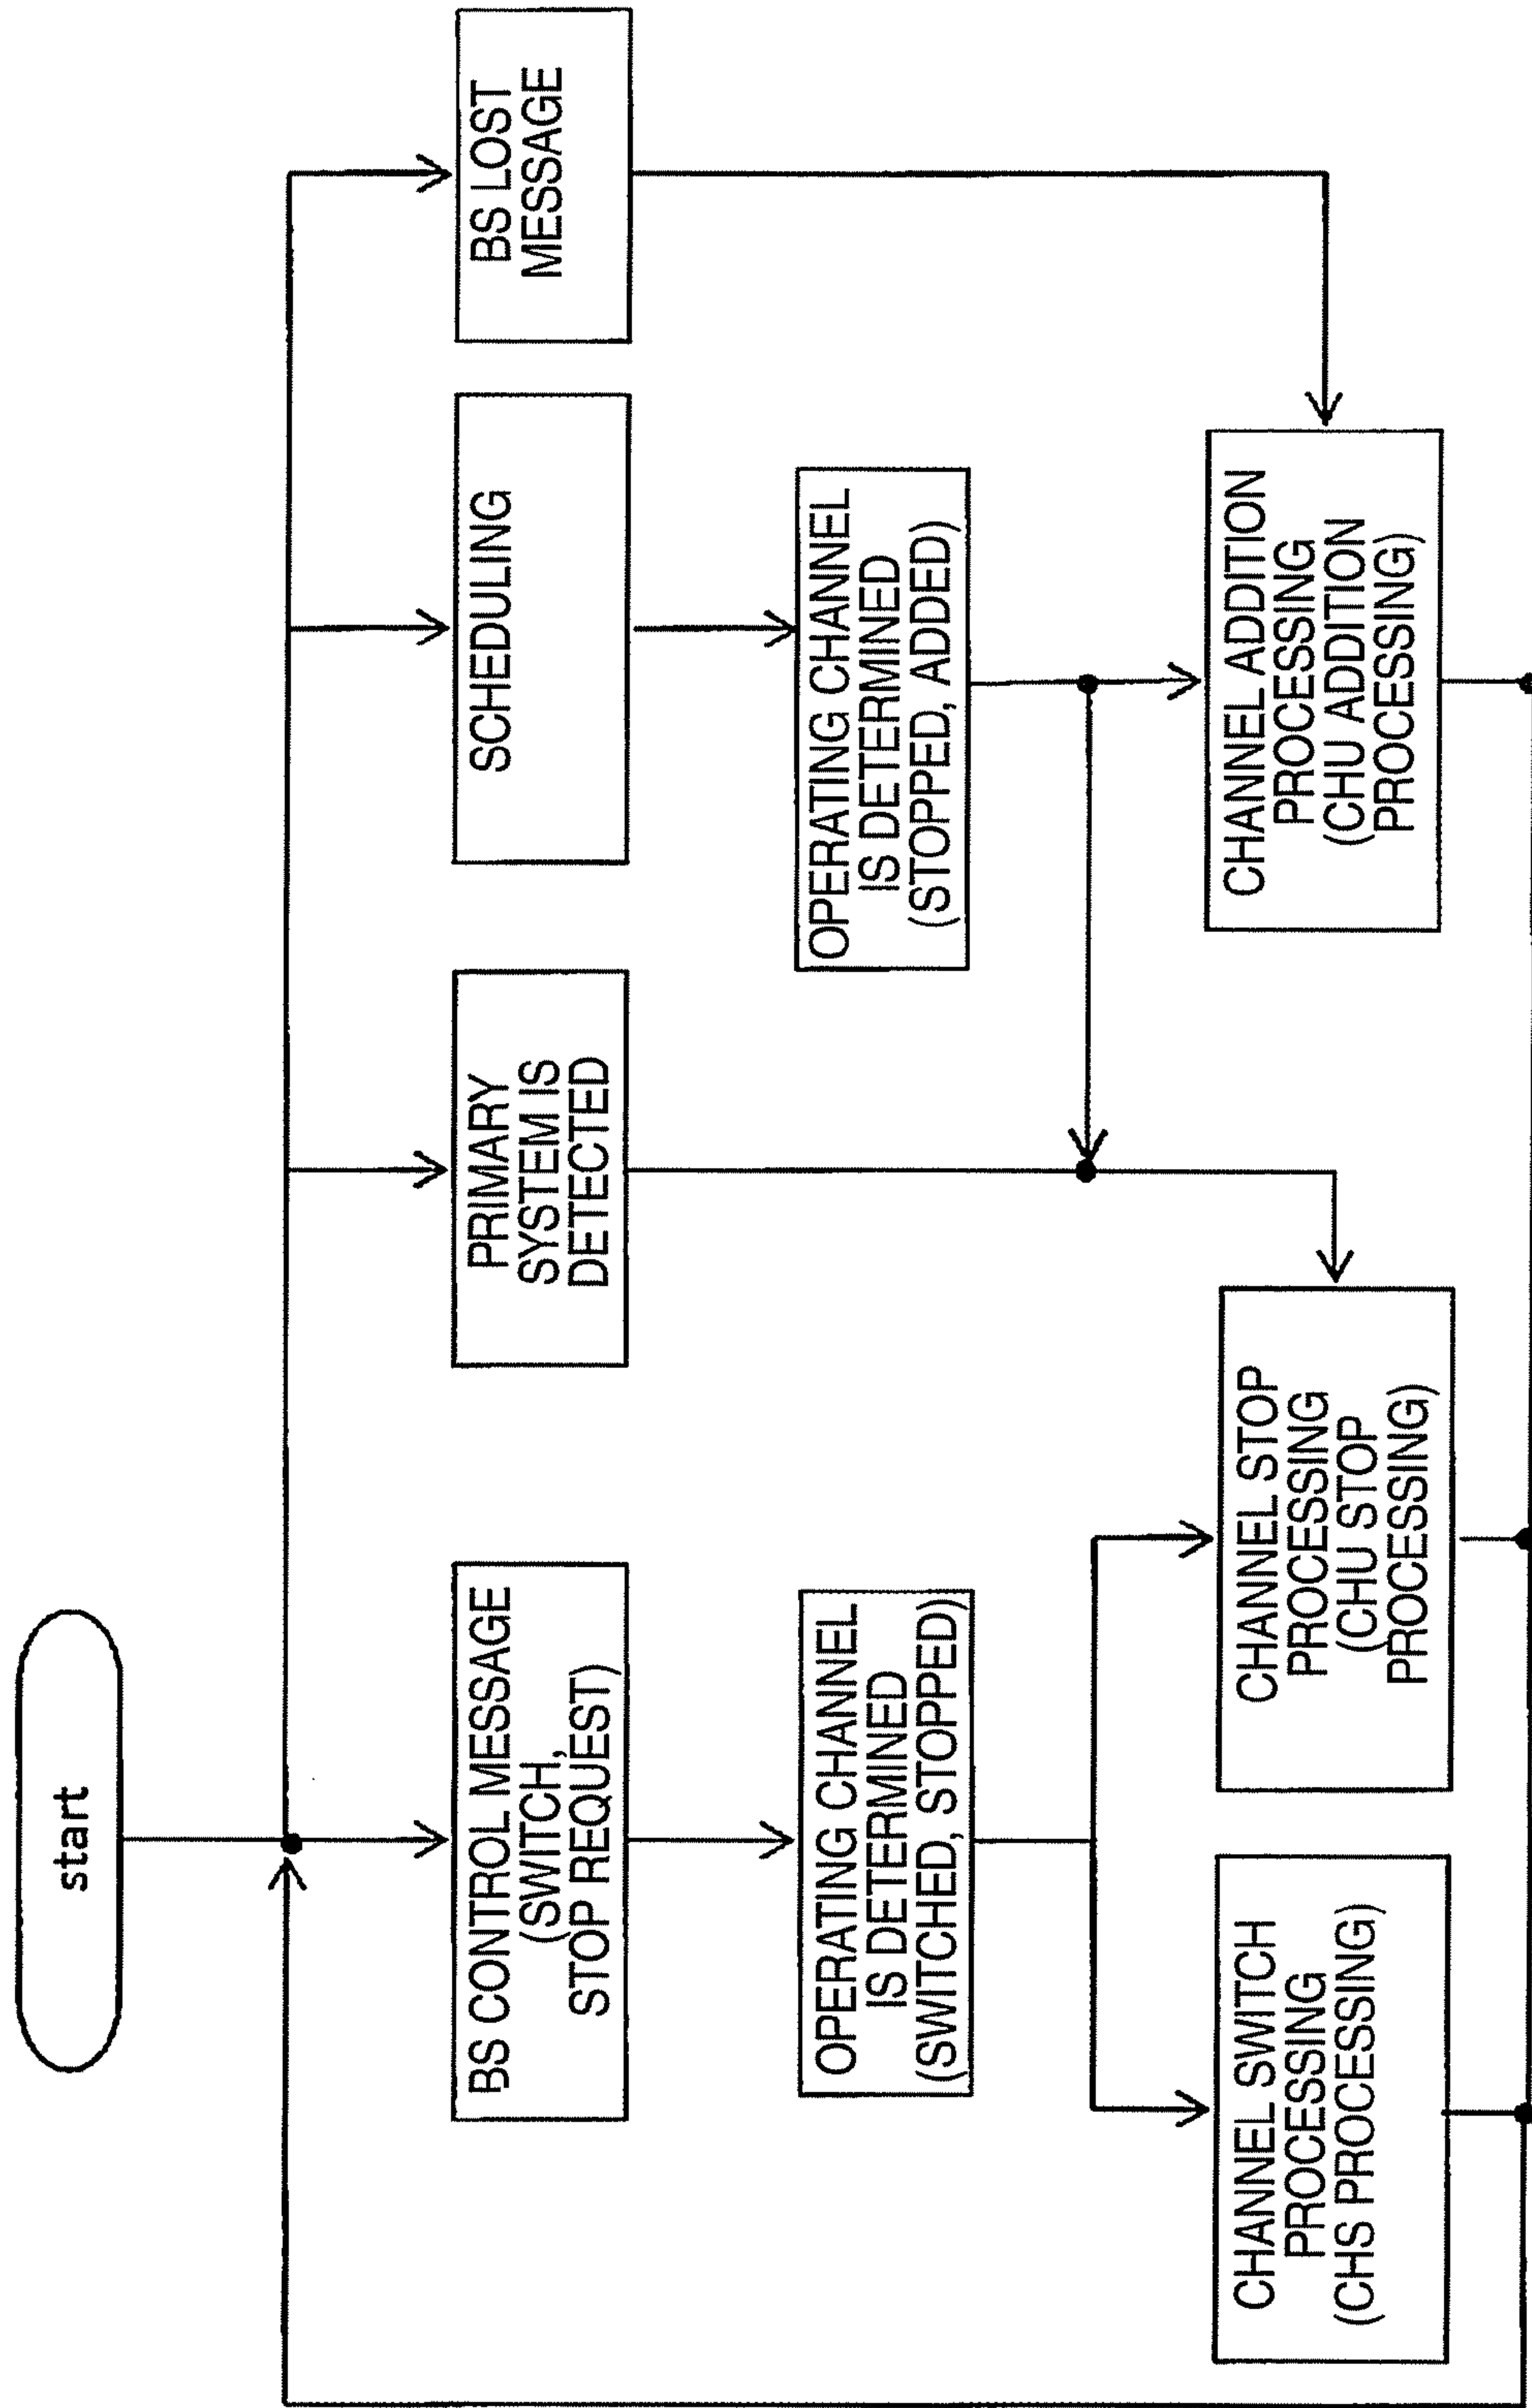 start
BS CONTROL MESSAGE
(SWITCH,
STOP REQUEST)
PRIMARY
SYSTEM IS
DETECTED
SCHEDULING
BS LOST
MESSAGE
OPERATING CHANNEL
IS DETERMINED
(SWITCHED, STOPPED)
OPERATING CHANNEL
IS DETERMINED
(STOPPED, ADDED)
CHANNEL SWITCH
PROCESSING
(CHS PROCESSING)
CHANNEL STOP
PROCESSING
(CHU STOP
PROCESSING)
CHANNEL ADDITION
PROCESSING
(CHU ADDITION
PROCESSING)